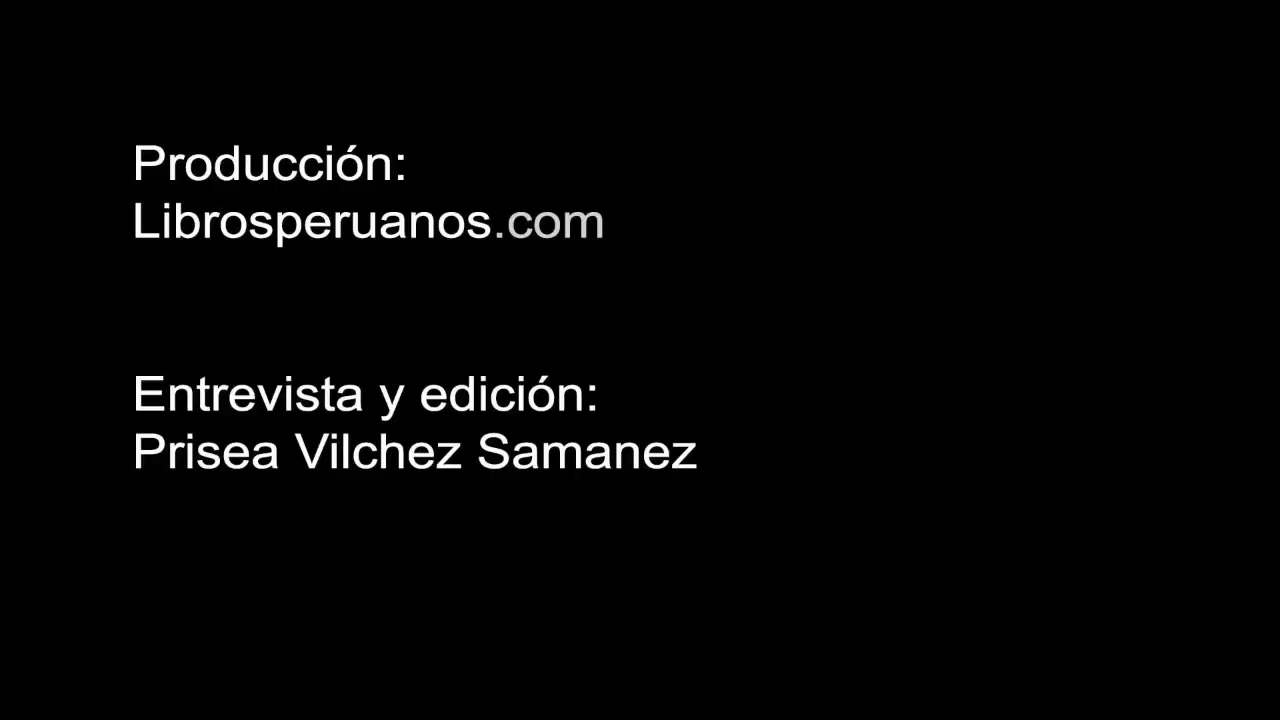 Producción:
Librosperuanos.com
Entrevista y edición:
Prisea Vilchez Samanez